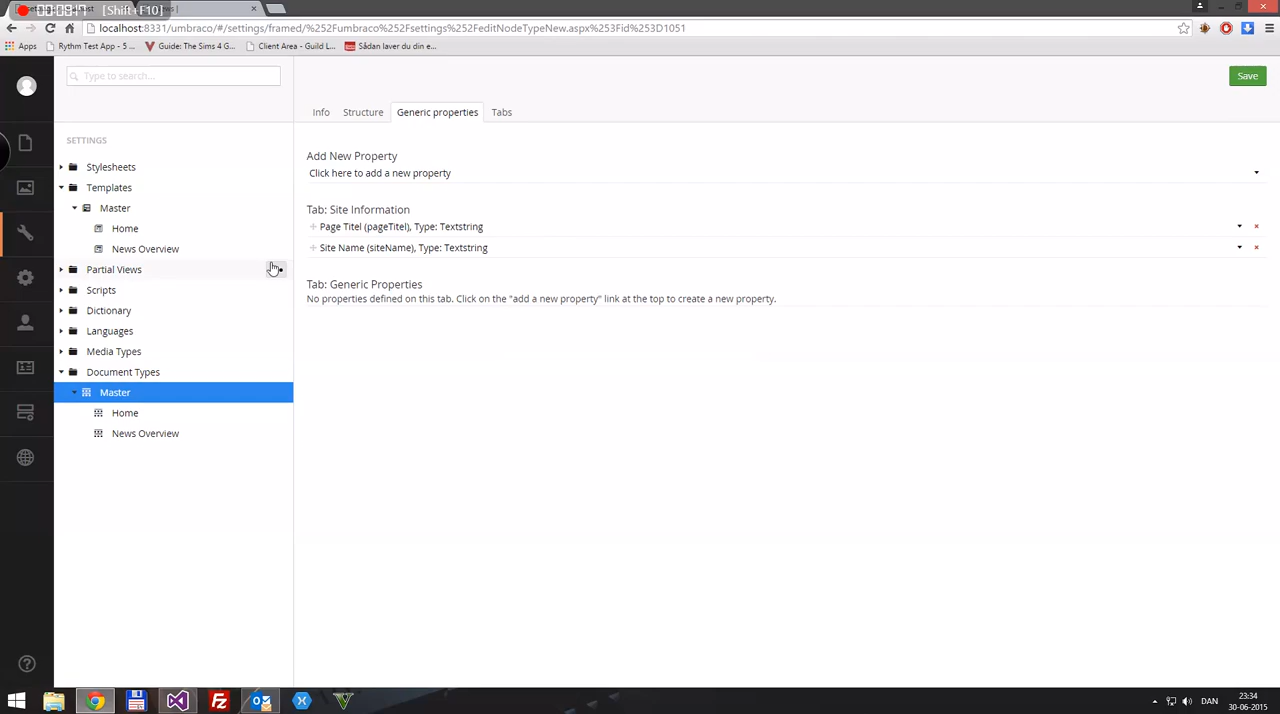 [Shift+F10]
localhost:8331/umbraco/#/settings/framed/%252Fumbraco%252Fsettings%252FeditNodeTypeNew.aspx%253Fid%253D1051
Apps Rythm Test App - 5 ... Guide: The Sims 4 G... Client Area - Guild L... Sådan laver du din e...
Type to search...
Save
Info Structure Generic properties Tabs
SETTINGS
Stylesheets
Templates
Master
Home
News Overview
Partial Views
Scripts
Dictionary
Languages
Media Types
Document Types
Master
Home
News Overview
Add New Property
Click here to add a new property
Tab: Site Information
Page Titel (pageTitel), Type: Textstring
Site Name (siteName), Type: Textstring
Tab: Generic Properties
No properties defined on this tab. Click on the "add a new property" link at the top to create a new property.
DAN
23:34
30-06-2015